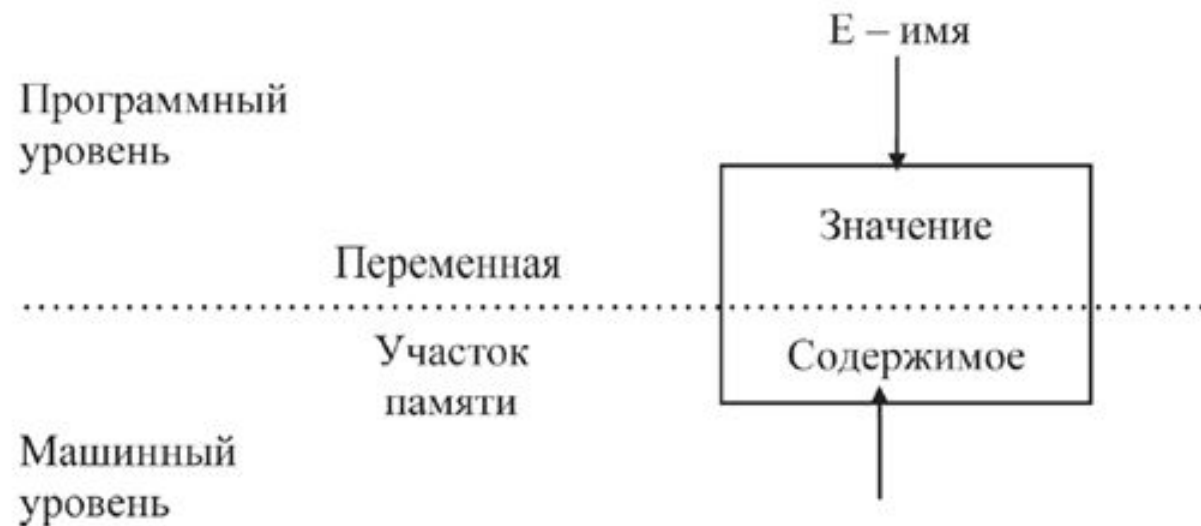 Е – имя
Программный
уровень
Значение
Переменная
Участок
памяти
Содержимое
Машинный
уровень